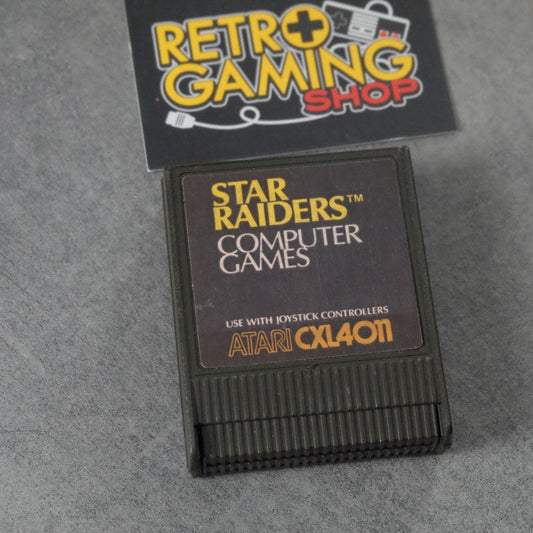 RETRO
GAMING
SHOP
STAR
RAIDERS™
COMPUTER
GAMES
USE WITH JOYSTICK CONTROLLERS
ATARI CXL4011